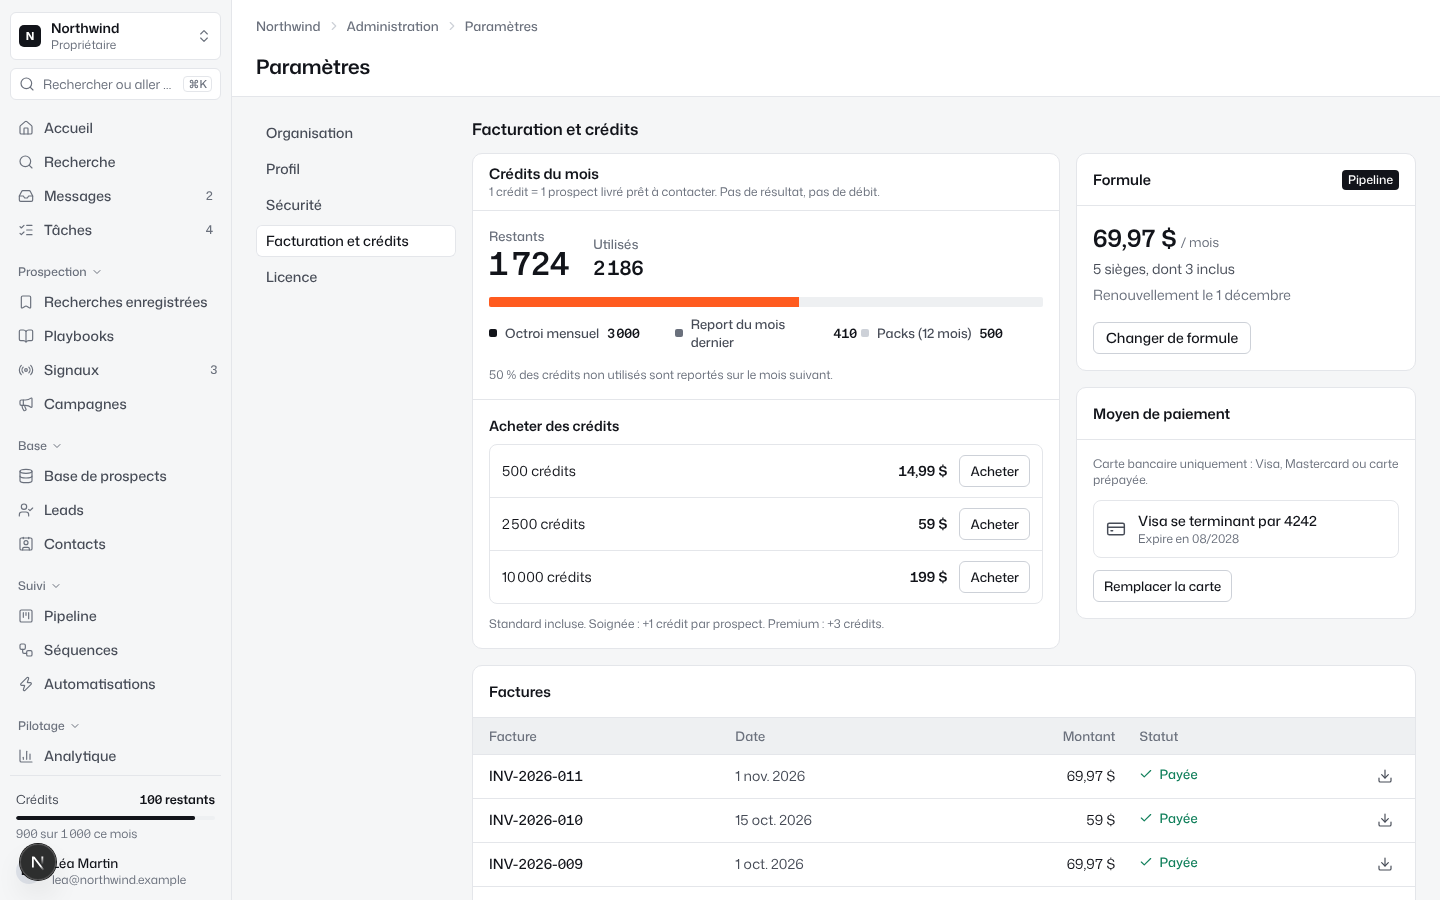 N
Northwind
Propriétaire
Rechercher ou aller ...
⌘K
Accueil
Recherche
Messages 2
Tâches 4
Prospection
Recherches enregistrées
Playbooks
Signaux 3
Campagnes
Base
Base de prospects
Leads
Contacts
Suivi
Pipeline
Séquences
Automatisations
Pilotage
Analytique
Crédits 100 restants
900 sur 1 000 ce mois
N
Léa Martin
lea@northwind.example
Northwind > Administration > Paramètres
Paramètres
Organisation
Profil
Sécurité
Facturation et crédits
Licence
Facturation et crédits
Crédits du mois
1 crédit = 1 prospect livré prêt à contacter. Pas de résultat, pas de débit.
Restants
1 724
Utilisés
2 186
Octroi mensuel 3 000
Report du mois
dernier
410
Packs (12 mois) 500
50 % des crédits non utilisés sont reportés sur le mois suivant.
Acheter des crédits
500 crédits 14,99 $ Acheter
2 500 crédits 59 $ Acheter
10 000 crédits 199 $ Acheter
Standard incluse. Soignée : +1 crédit par prospect. Premium : +3 crédits.
Formule Pipeline
69,97 $ / mois
5 sièges, dont 3 inclus
Renouvellement le 1 décembre
Changer de formule
Moyen de paiement
Carte bancaire uniquement : Visa, Mastercard ou carte
prépayée.
Visa se terminant par 4242
Expire en 08/2028
Remplacer la carte
Factures
Facture Date Montant Statut
INV-2026-011 1 nov. 2026 69,97 $ Payée
INV-2026-010 15 oct. 2026 59 $ Payée
INV-2026-009 1 oct. 2026 69,97 $ Payée